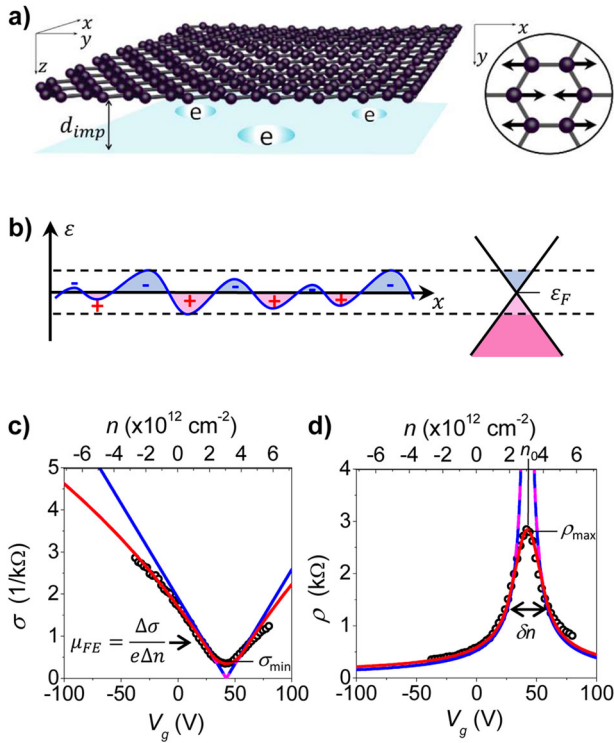 a)
x
y
z
d_imp
e
e
e
x
y
b)
ε
- - - - -
+ + + +
x
ε_F
c)
n (x10^12 cm^-2)
-6 -4 -2 0 2 4 6
σ (1/kΩ)
5
4
3
2
1
0
μ_FE = Δσ / eΔn
σ_min
-100 -50 0 50 100
V_g (V)
d)
n (x10^12 cm^-2)
n_0
-6 -4 -2 0 2 4 6
ρ (kΩ)
4
3
2
1
0
ρ_max
δn
-100 -50 0 50 100
V_g (V)